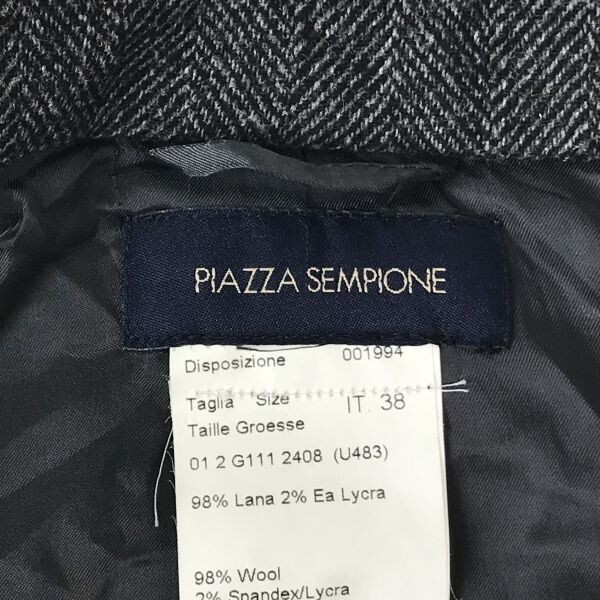 PIAZZA SEMPIONE
Disposizione 001994
Taglia Size IT. 38
Taille Groesse
01 2 G111 2408 (U483)
98% Lana 2% Ea Lycra
98% Wool
2% Spandex/Lycra